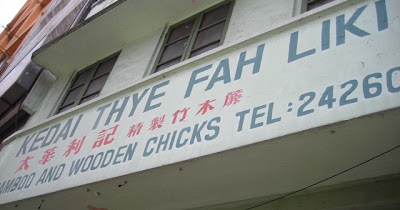 KEDAI THYE FAH LIKI
太華利記 精製竹木簾
AMBOO AND WOODEN CHICKS TEL: 24260